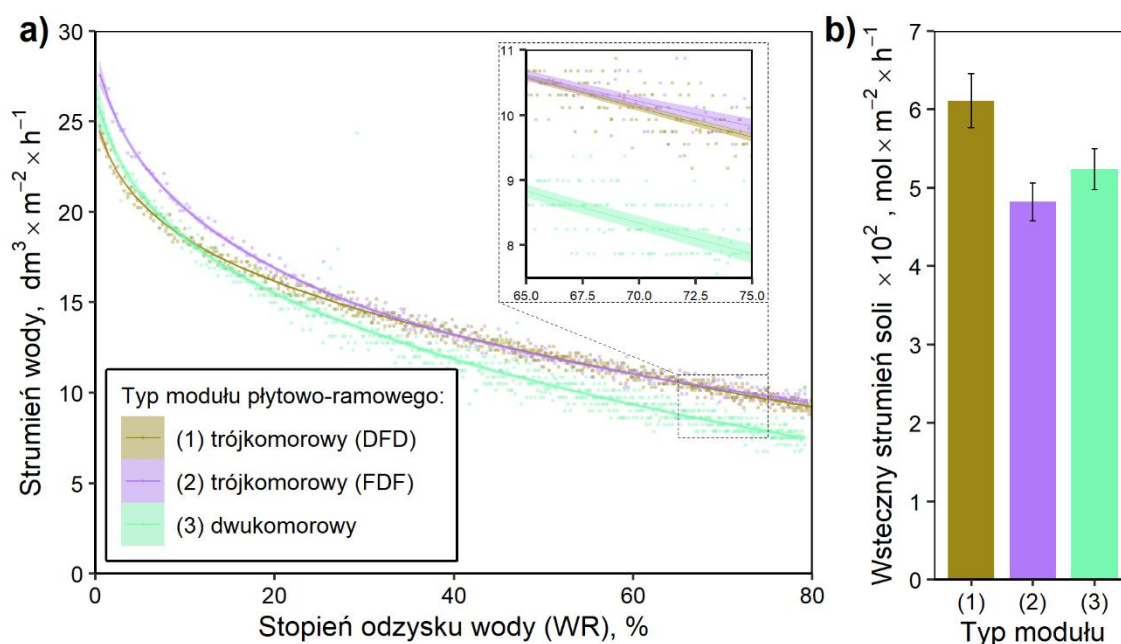 a)
Strumień wody, dm³ × m⁻² × h⁻¹
30
25
20
15
10
5
0
0 20 40 60 80
Stopień odzysku wody (WR), %
11
10
9
8
65.0 67.5 70.0 72.5 75.0
Typ modułu płytowo-ramowego:
(1) trójkomorowy (DFD)
(2) trójkomorowy (FDF)
(3) dwukomorowy
b)
Wsteczny strumień soli × 10², mol × m⁻² × h⁻¹
7
6
5
4
3
2
1
0
(1) (2) (3)
Typ modułu